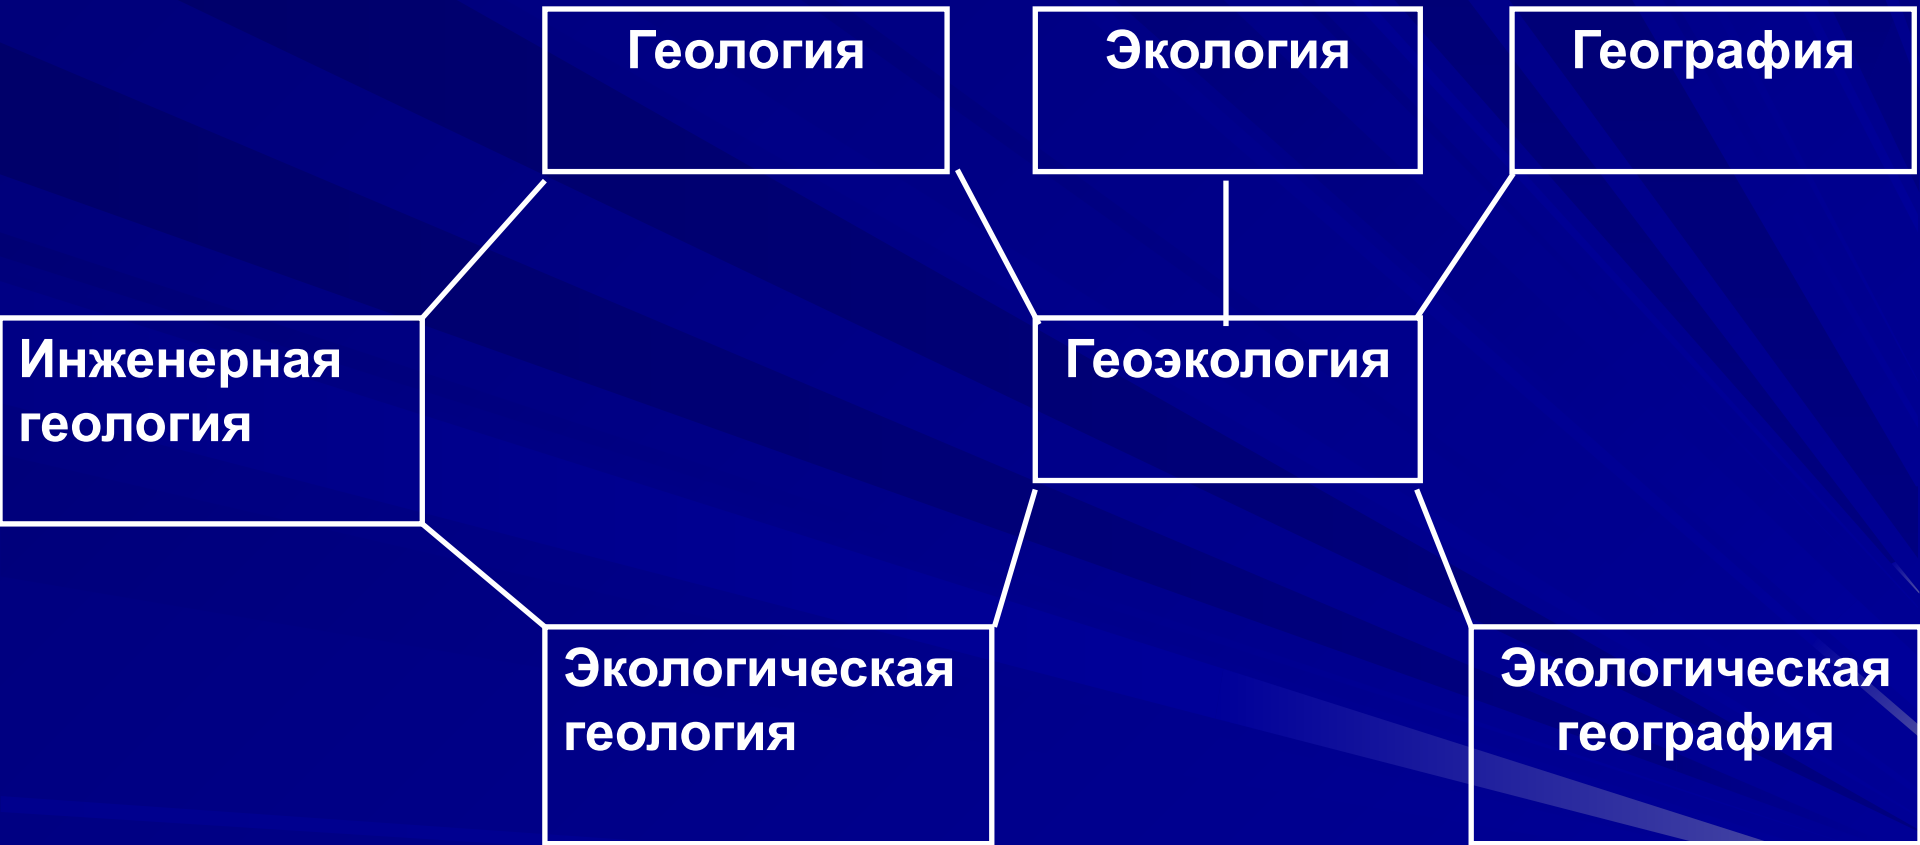 Геология
Экология
География
Инженерная
геология
Геоэкология
Экологическая
геология
Экологическая
география